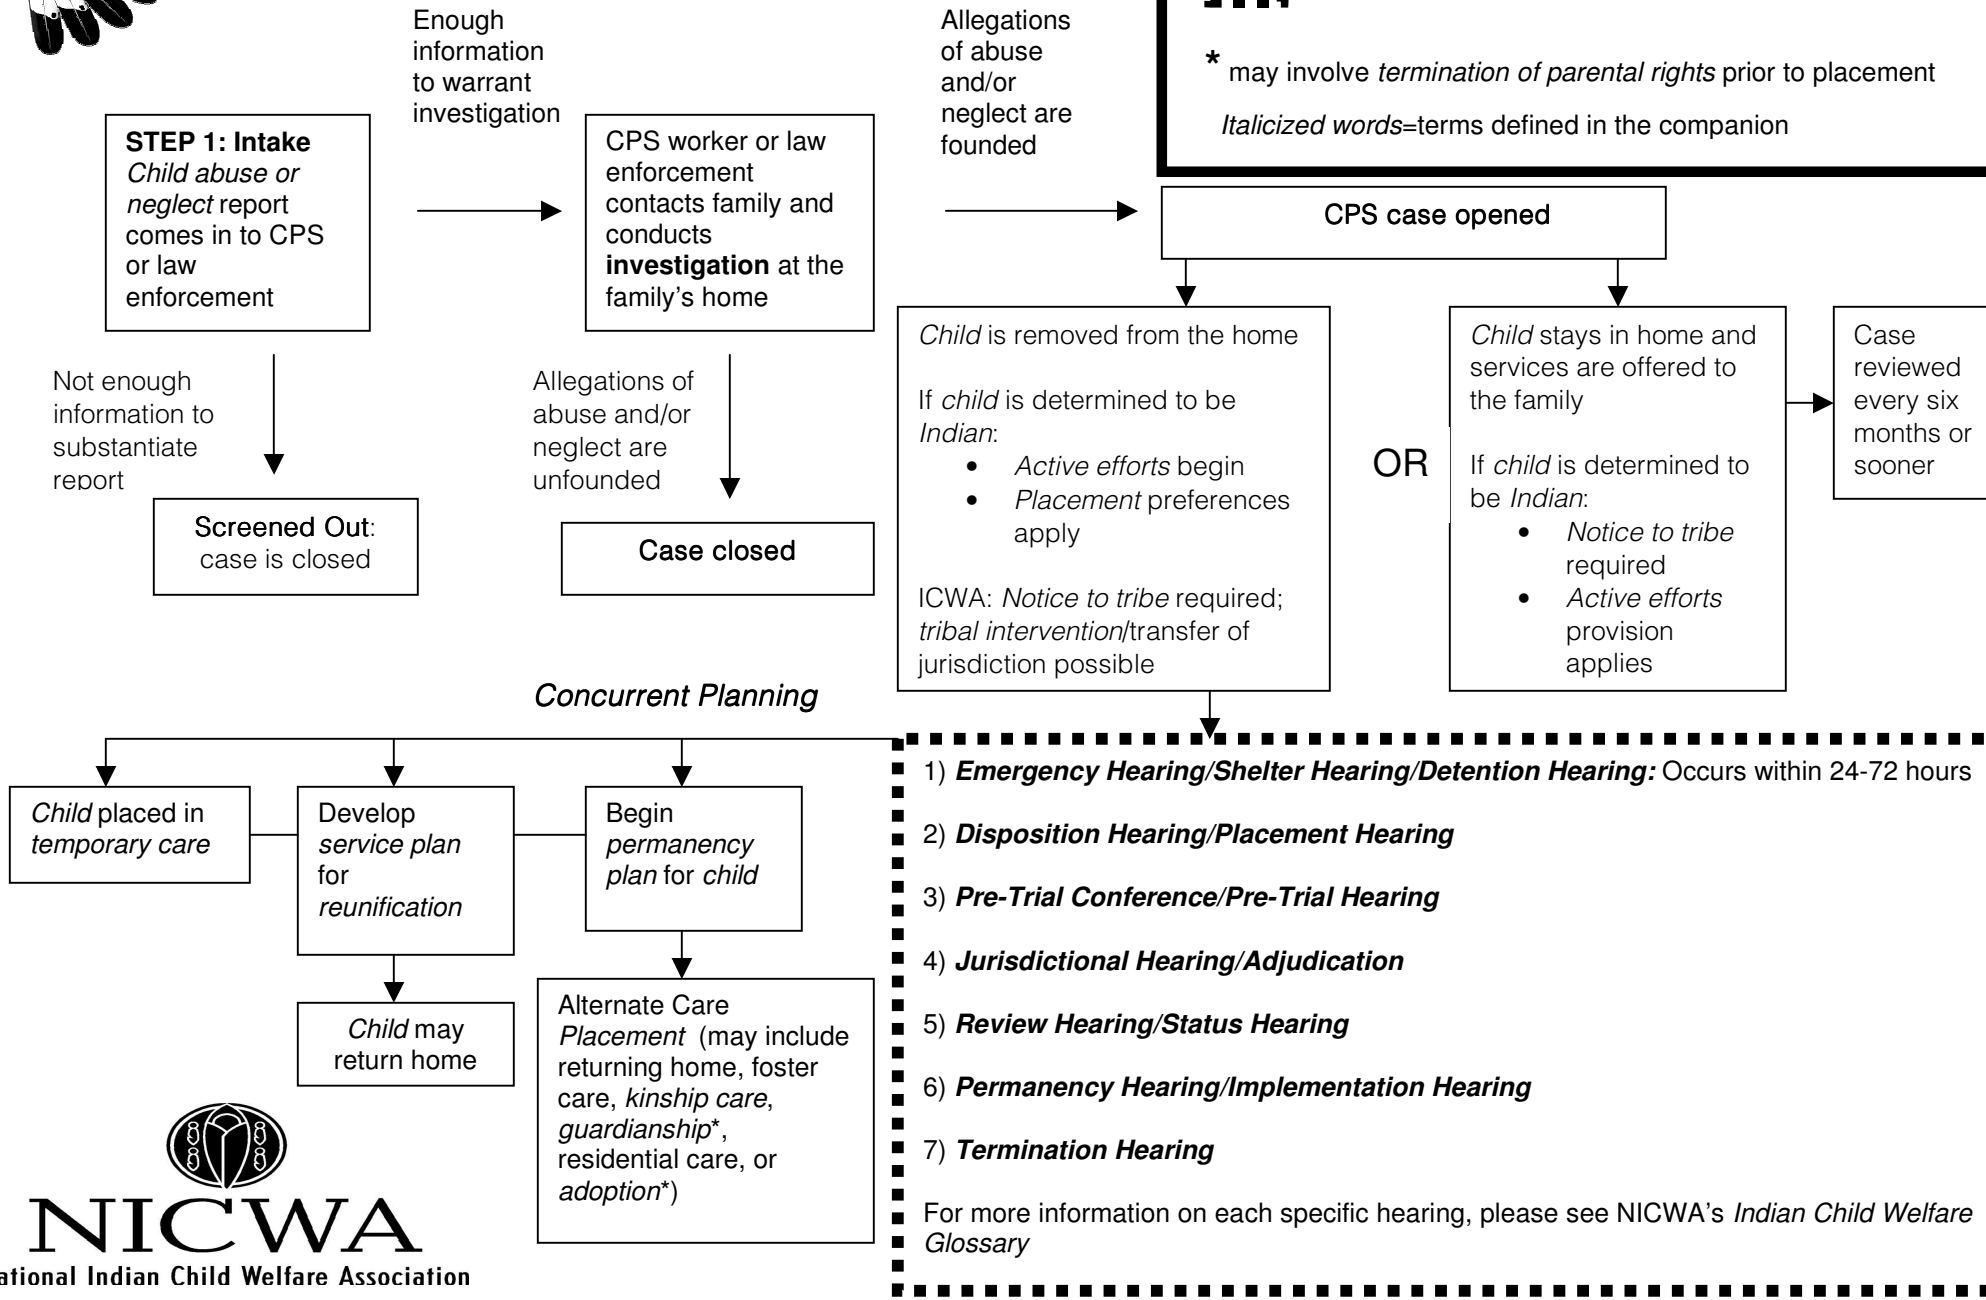 Enough
information
to warrant
investigation
Allegations
of abuse
and/or
neglect are
founded
* may involve termination of parental rights prior to placement
Italicized words=terms defined in the companion
STEP 1: Intake
Child abuse or
neglect report
comes in to CPS
or law
enforcement
CPS worker or law
enforcement
contacts family and
conducts
investigation at the
family's home
CPS case opened
Not enough
information to
substantiate
report
Allegations of
abuse and/or
neglect are
unfounded
Screened Out:
case is closed
Case closed
Child is removed from the home
If child is determined to be
Indian:
• Active efforts begin
• Placement preferences
apply
ICWA: Notice to tribe required;
tribal intervention/transfer of
jurisdiction possible
OR
Child stays in home and
services are offered to
the family
If child is determined to
be Indian:
• Notice to tribe
required
• Active efforts
provision
applies
Case
reviewed
every six
months or
sooner
Concurrent Planning
Child placed in
temporary care
Develop
service plan
for
reunification
Begin
permanency
plan for child
Child may
return home
Alternate Care
Placement (may include
returning home, foster
care, kinship care,
guardianship*,
residential care, or
adoption*)
1) Emergency Hearing/Shelter Hearing/Detention Hearing: Occurs within 24-72 hours
2) Disposition Hearing/Placement Hearing
3) Pre-Trial Conference/Pre-Trial Hearing
4) Jurisdictional Hearing/Adjudication
5) Review Hearing/Status Hearing
6) Permanency Hearing/Implementation Hearing
7) Termination Hearing
For more information on each specific hearing, please see NICWA's Indian Child Welfare
Glossary
NICWA
ational Indian Child Welfare Association